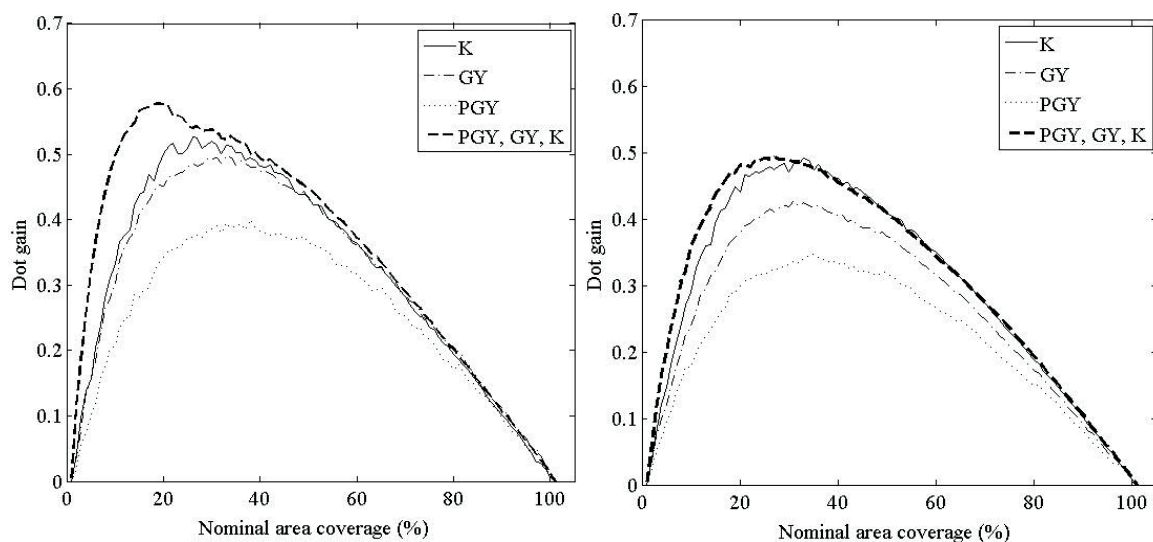 0.7
0.6
0.5
0.4
0.3
0.2
0.1
0
Dot gain
0 20 40 60 80 100
Nominal area coverage (%)
K
GY
PGY
PGY, GY, K
0.7
0.6
0.5
0.4
0.3
0.2
0.1
0
Dot gain
0 20 40 60 80 100
Nominal area coverage (%)
K
GY
PGY
PGY, GY, K